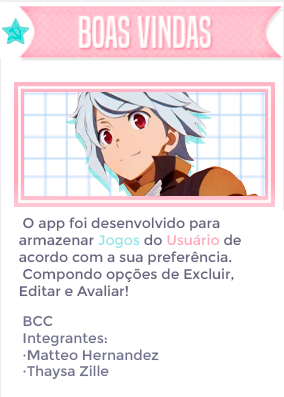 BOAS VINDAS
O app foi desenvolvido para
armazenar Jogos do Usuário de
acordo com a sua preferência.
Compondo opções de Excluir,
Editar e Avaliar!
BCC
Integrantes:
·Matteo Hernandez
·Thaysa Zille